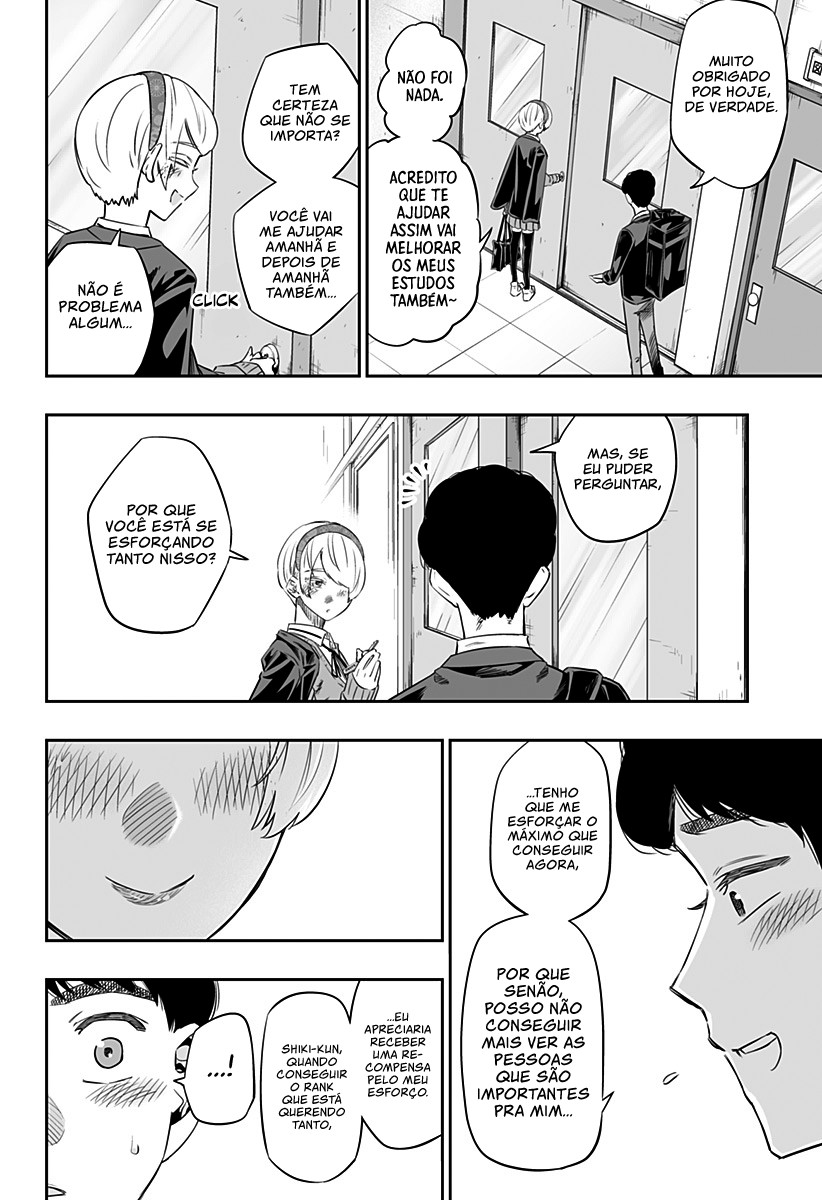 MUITO
OBRIGADO
POR HOJE,
DE VERDADE.
NÃO FOI
NADA.
ACREDITO
QUE TE
AJUDAR
ASSIM VAI
MELHORAR
OS MEUS
ESTUDOS
TAMBÉM~
TEM
CERTEZA
QUE NÃO SE
IMPORTA?
VOCÊ VAI
ME AJUDAR
AMANHÃ E
DEPOIS DE
AMANHÃ
TAMBÉM...
CLICK
NÃO É
PROBLEMA
ALGUM...
MAS, SE
EU PUDER
PERGUNTAR,
POR QUE
VOCÊ ESTÁ SE
ESFORÇANDO
TANTO NISSO?
...TENHO
QUE ME
ESFORÇAR O
MÁXIMO QUE
CONSEGUIR
AGORA,
POR QUE
SENÃO,
POSSO NÃO
CONSEGUIR
MAIS VER AS
PESSOAS
QUE SÃO
IMPORTANTES
PRA MIM...
SHIKI-KUN,
QUANDO
CONSEGUIR
O RANK
QUE ESTÁ
QUERENDO
TANTO,
...EU
APRECIARIA
RECEBER
UMA RE-
COMPENSA
PELO MEU
ESFORÇO.
....!